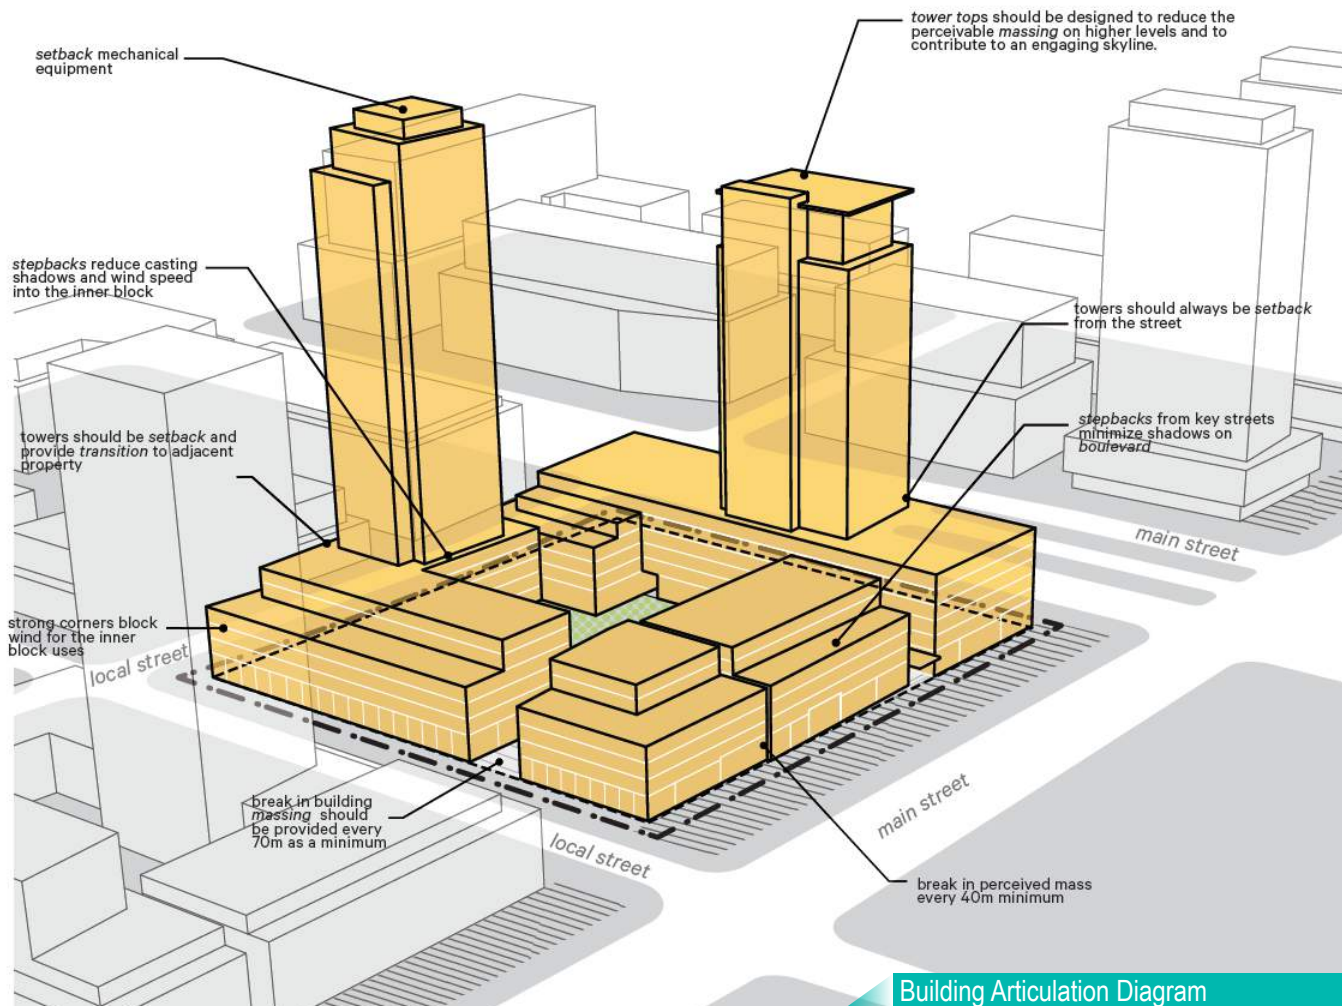 tower tops should be designed to reduce the
perceivable massing on higher levels and to
contribute to an engaging skyline.
setback mechanical
equipment
stepbacks reduce casting
shadows and wind speed
into the inner block
towers should always be setback
from the street
stepbacks from key streets
minimize shadows on
boulevard
towers should be setback and
provide transition to adjacent
property
main street
strong corners block
wind for the inner
block uses
local street
break in building
massing should
be provided every
70m as a minimum
main street
local street
break in perceived mass
every 40m minimum
Building Articulation Diagram